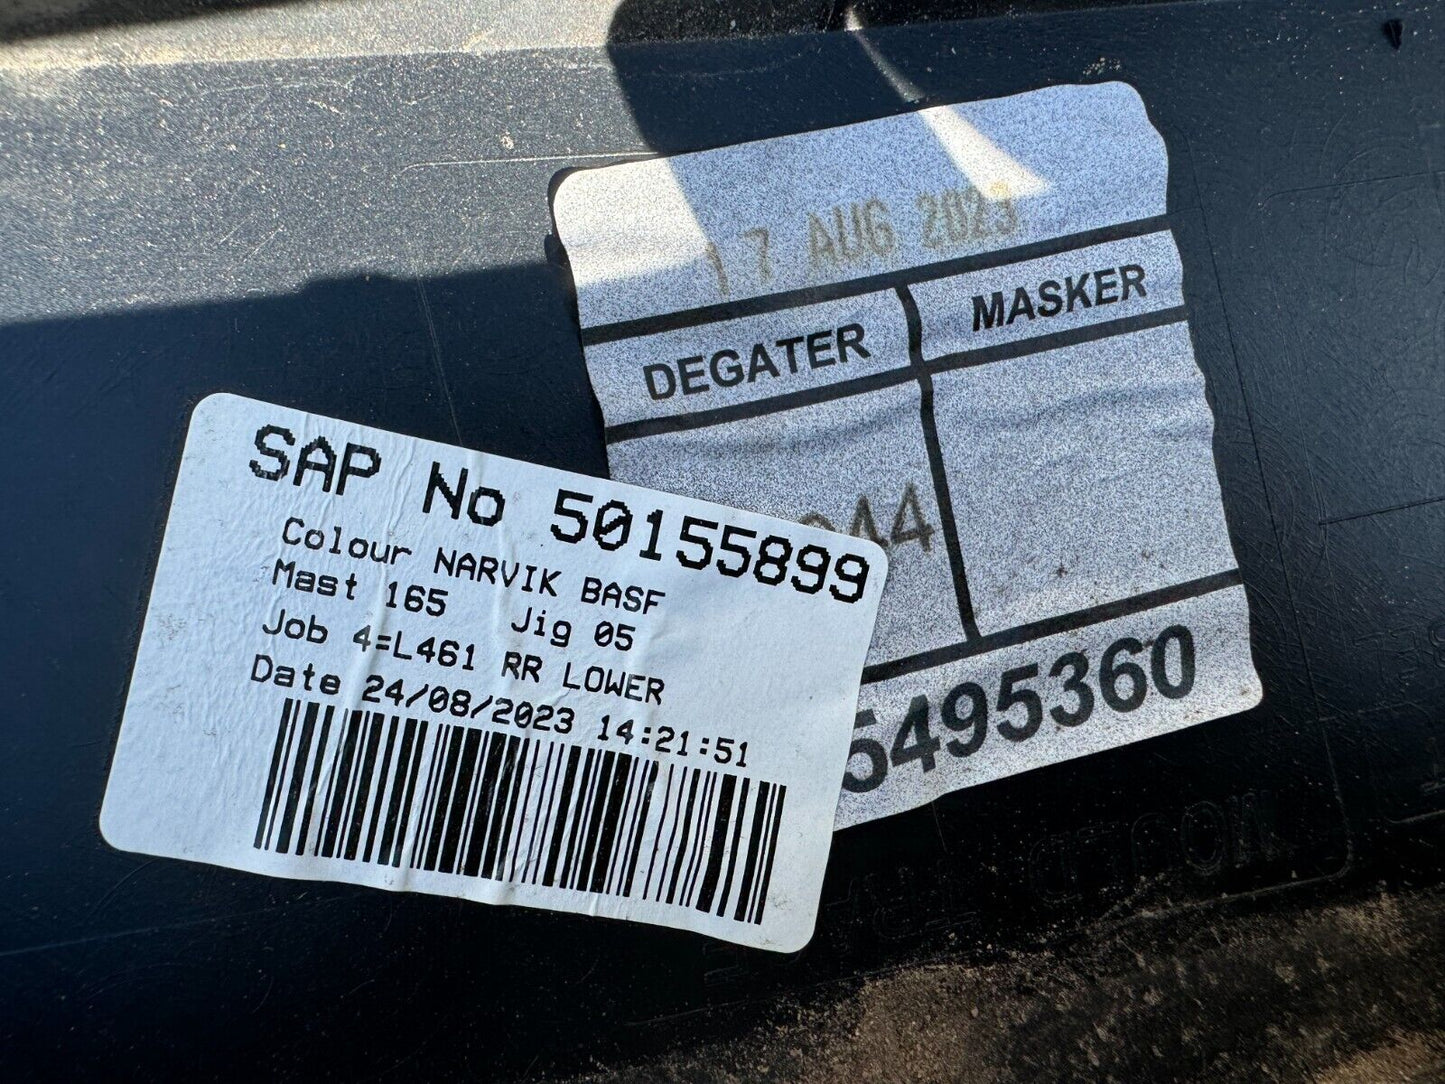 17 AUG 2023
DEGATER
MASKER
44
5495360
SAP No 50155899
Colour NARVIK BASF
Mast 165 Jig 05
Job 4=L461 RR LOWER
Date 24/08/2023 14:21:51